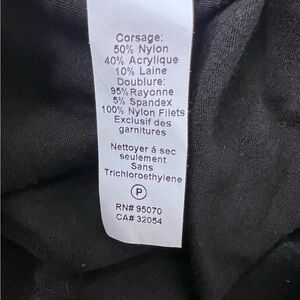 Corsage:
50% Nylon
40% Acrylique
10% Laine
Doublure:
95% Rayonne
5% Spandex
100% Nylon Filets
Exclusif des
garnitures
Nettoyer à sec
seulement
Sans
Trichloroethylene
P
RN# 95070
CA# 32054